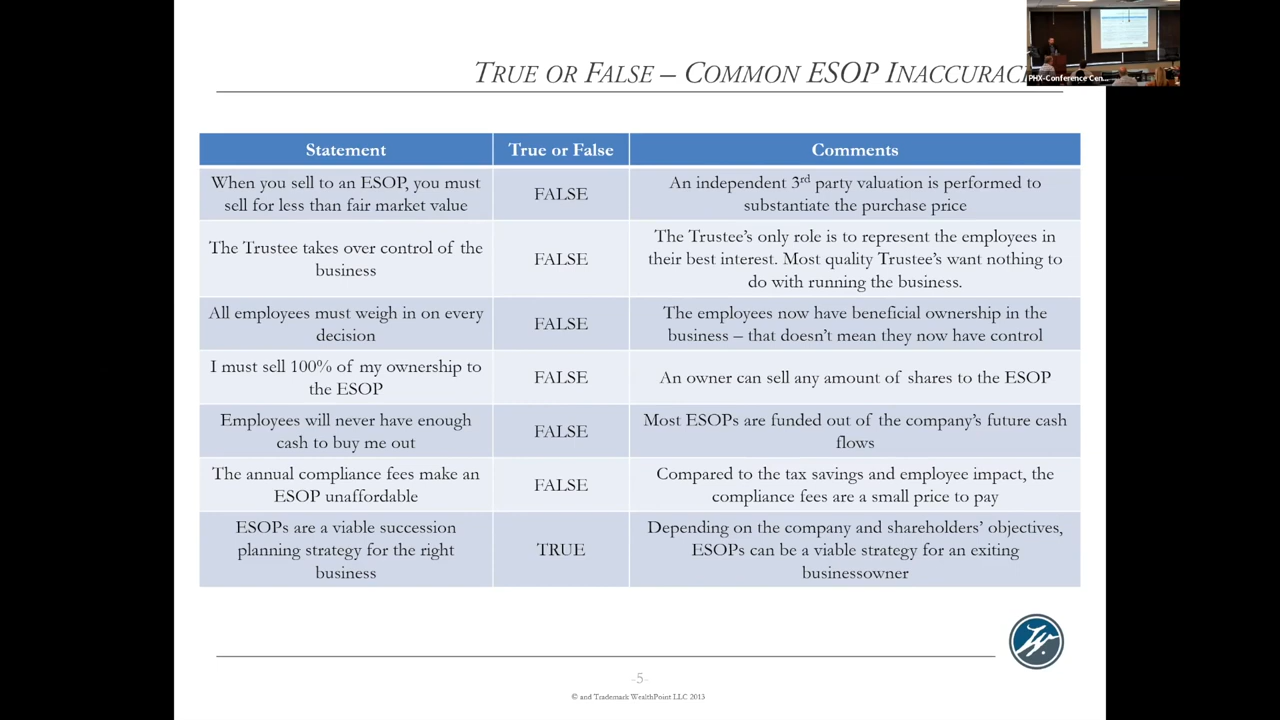 TRUE OR FALSE – COMMON ESOP INACCURACI
PHX-Conference Cen...
Statement
True or False
Comments
When you sell to an ESOP, you must
sell for less than fair market value
FALSE
An independent 3rd party valuation is performed to
substantiate the purchase price
The Trustee takes over control of the
business
FALSE
The Trustee's only role is to represent the employees in
their best interest. Most quality Trustee's want nothing to
do with running the business.
All employees must weigh in on every
decision
FALSE
The employees now have beneficial ownership in the
business – that doesn't mean they now have control
I must sell 100% of my ownership to
the ESOP
FALSE
An owner can sell any amount of shares to the ESOP
Employees will never have enough
cash to buy me out
FALSE
Most ESOPs are funded out of the company's future cash
flows
The annual compliance fees make an
ESOP unaffordable
FALSE
Compared to the tax savings and employee impact, the
compliance fees are a small price to pay
ESOPs are a viable succession
planning strategy for the right
business
TRUE
Depending on the company and shareholders' objectives,
ESOPs can be a viable strategy for an exiting
businessowner
-5-
© and Trademark WealthPoint LLC 2013